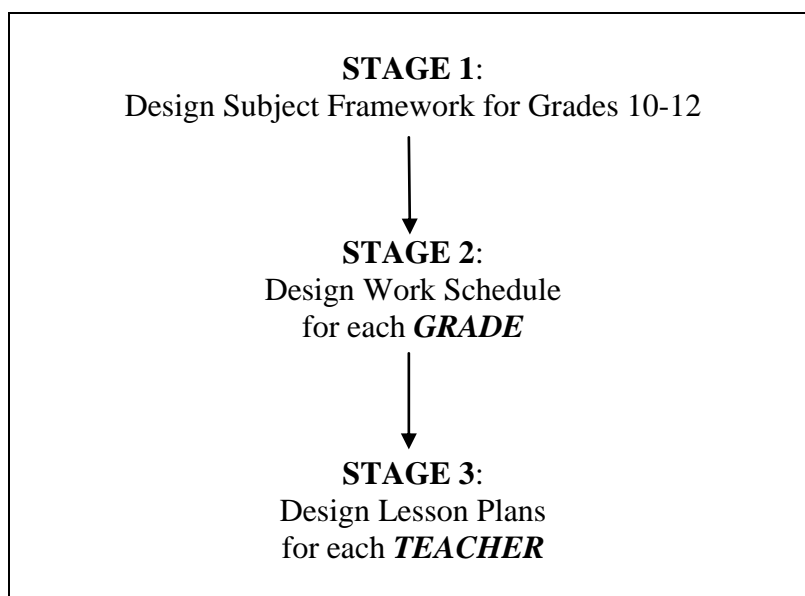 STAGE 1:
Design Subject Framework for Grades 10-12
STAGE 2:
Design Work Schedule
for each GRADE
STAGE 3:
Design Lesson Plans
for each TEACHER